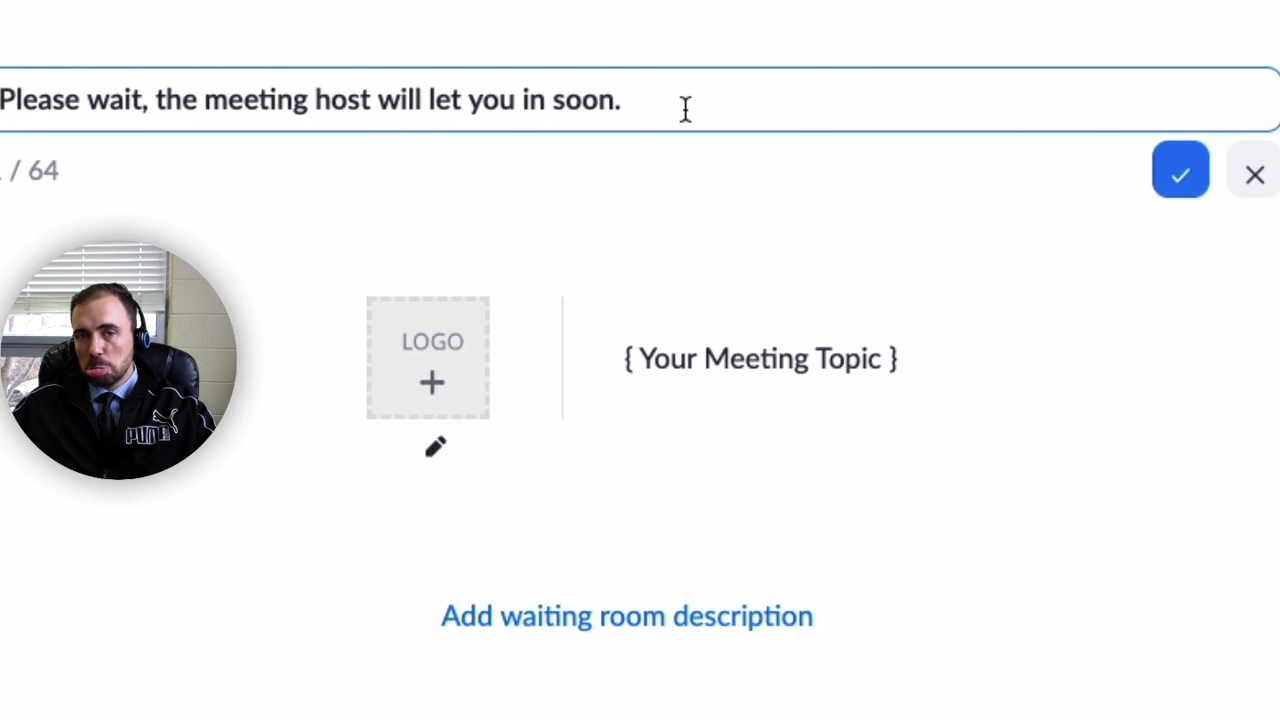 Please wait, the meeting host will let you in soon.
/ 64
LOGO
{ Your Meeting Topic }
PUMA
Add waiting room description